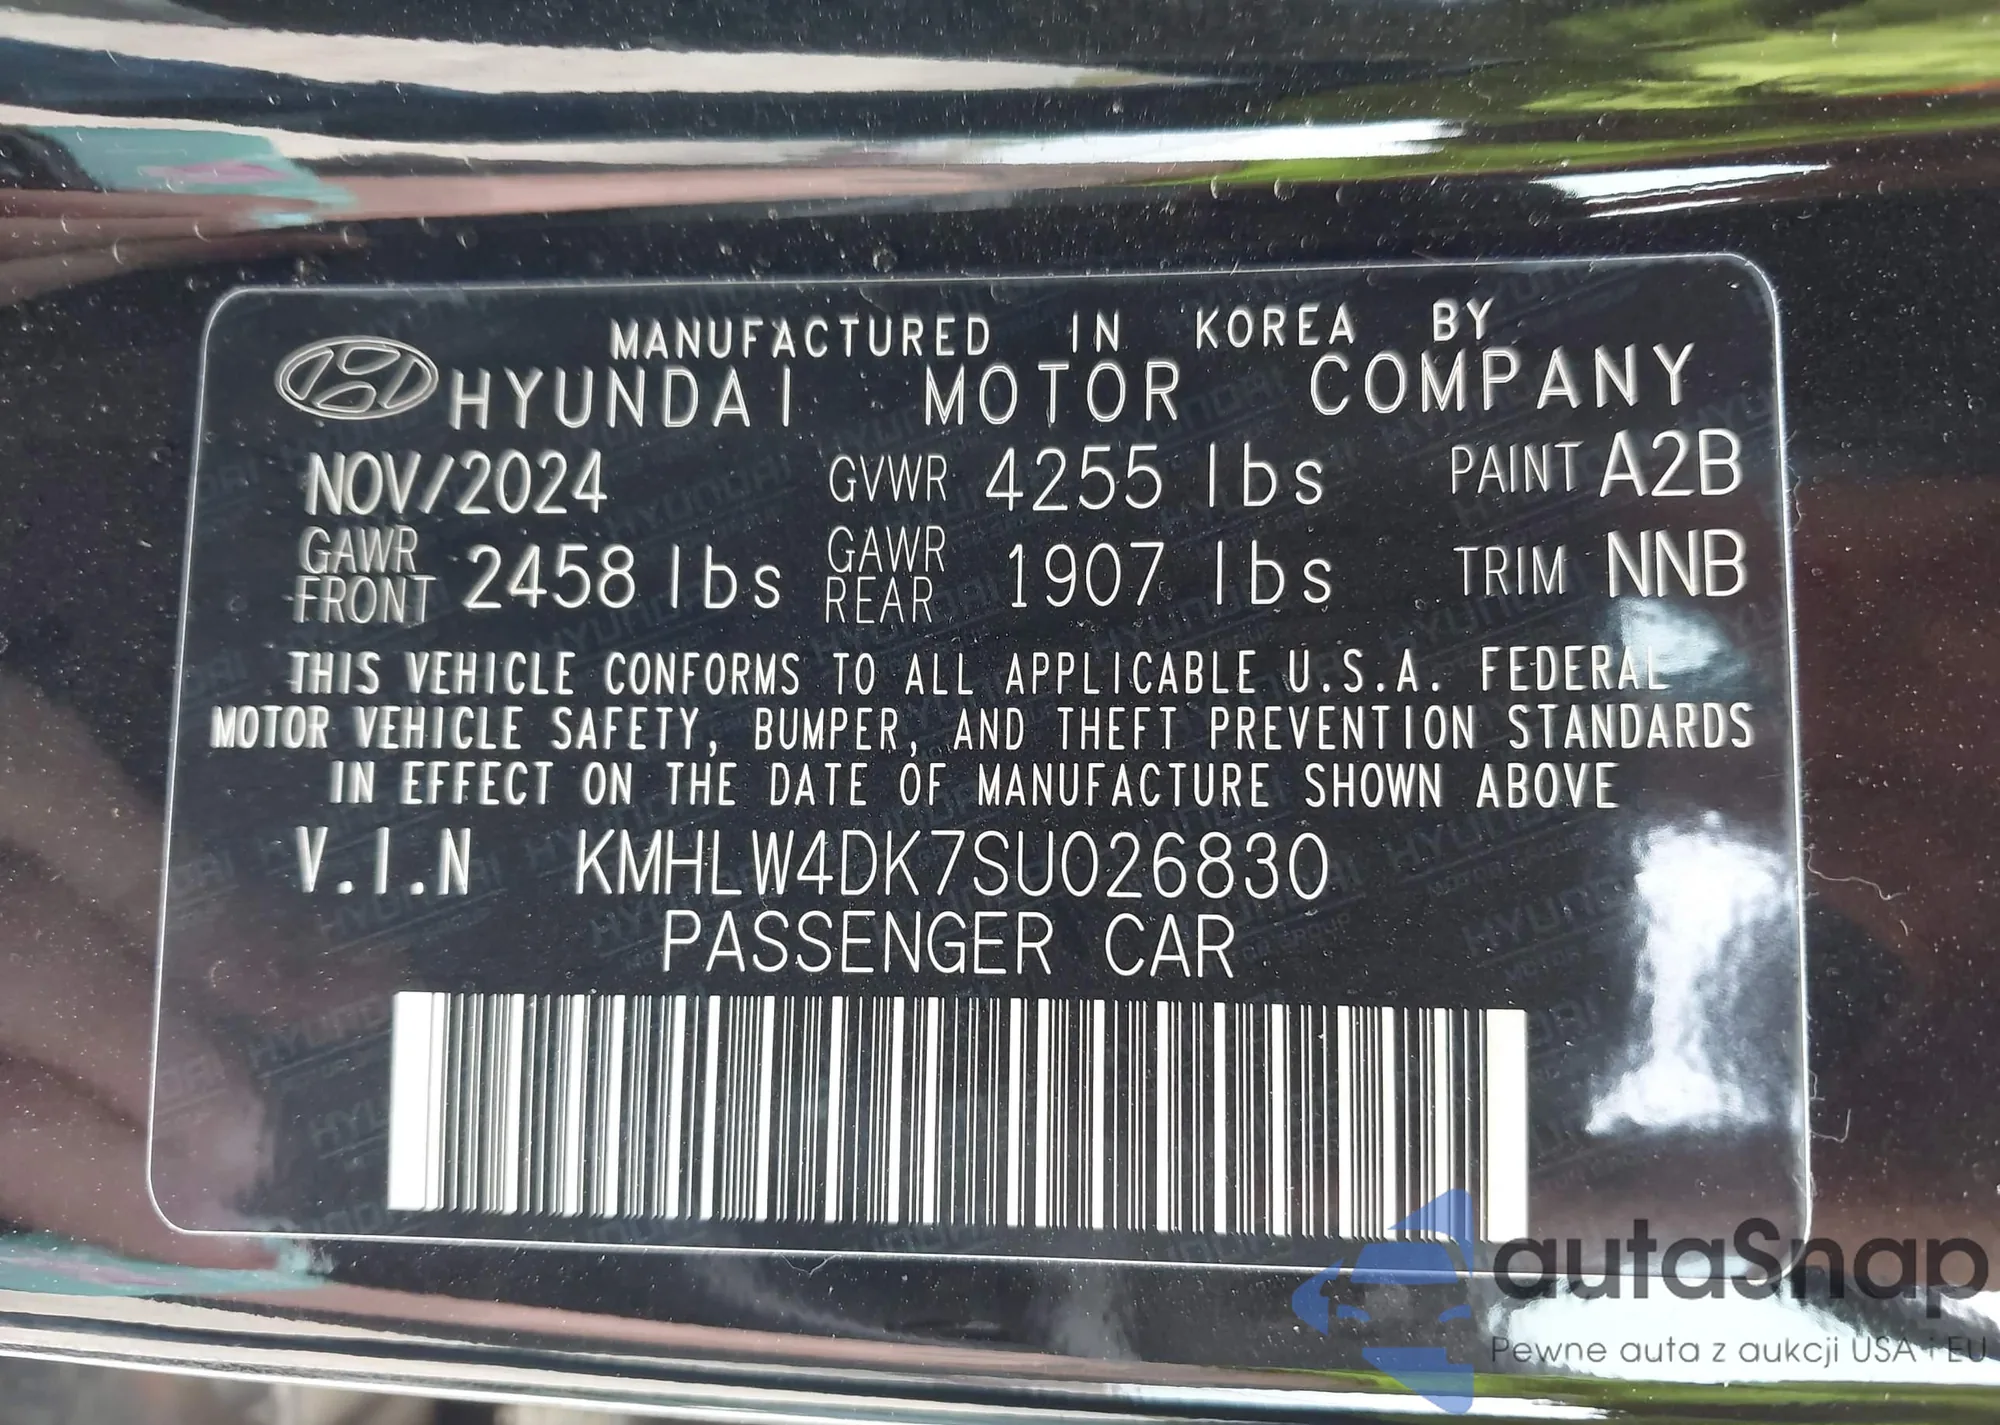 MANUFACTURED IN KOREA BY
HYUNDAI MOTOR COMPANY
NOV/2024 GVWR 4255 lbs PAINT A2B
GAWR FRONT 2458 lbs GAWR REAR 1907 lbs TRIM NNB
THIS VEHICLE CONFORMS TO ALL APPLICABLE U.S.A. FEDERAL
MOTOR VEHICLE SAFETY, BUMPER, AND THEFT PREVENTION STANDARDS
IN EFFECT ON THE DATE OF MANUFACTURE SHOWN ABOVE
V.I.N KMHLW4DK7SU026830
PASSENGER CAR
autaSnap
Pewne auta z aukcji USA i EU